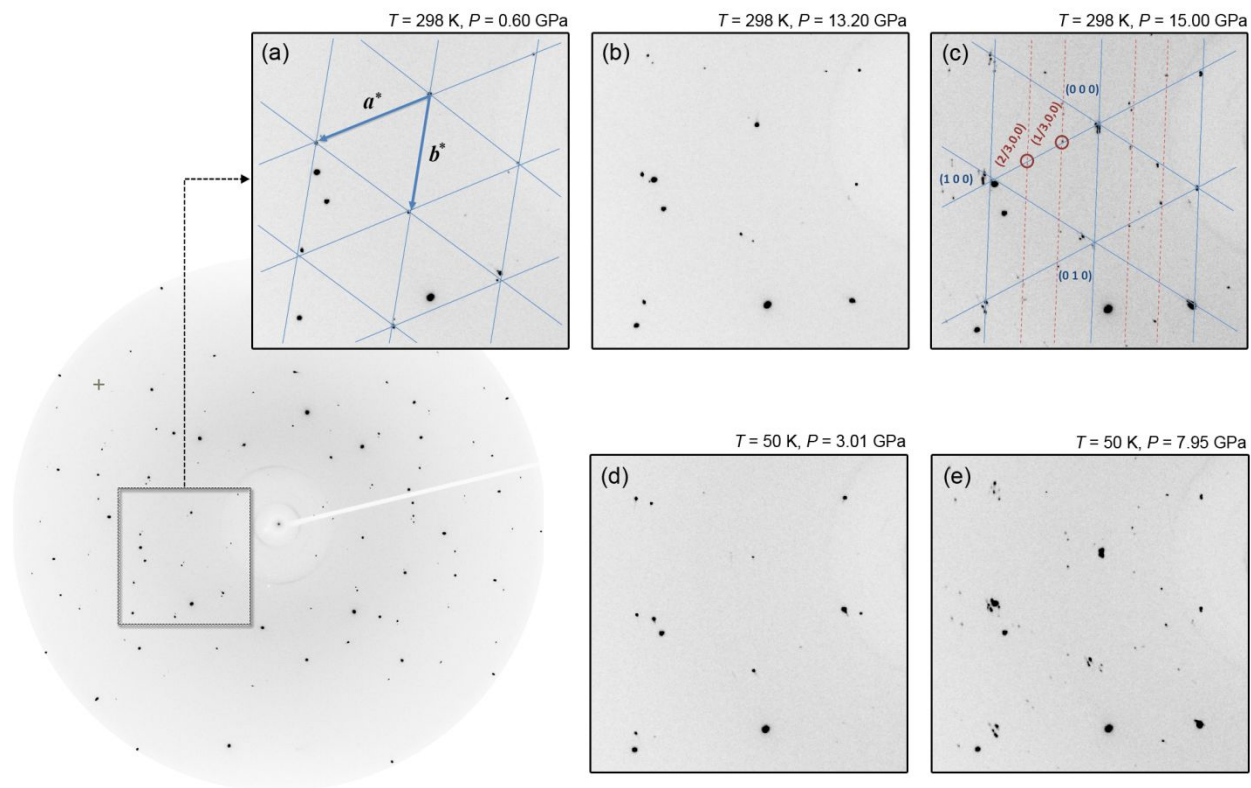 T = 298 K, P = 0.60 GPa
T = 298 K, P = 13.20 GPa
T = 298 K, P = 15.00 GPa
(a)
a*
b*
(b)
(c)
(0 0 0)
(1/3,0,0)
(2/3,0,0)
(1 0 0)
(0 1 0)
T = 50 K, P = 3.01 GPa
T = 50 K, P = 7.95 GPa
(d)
(e)